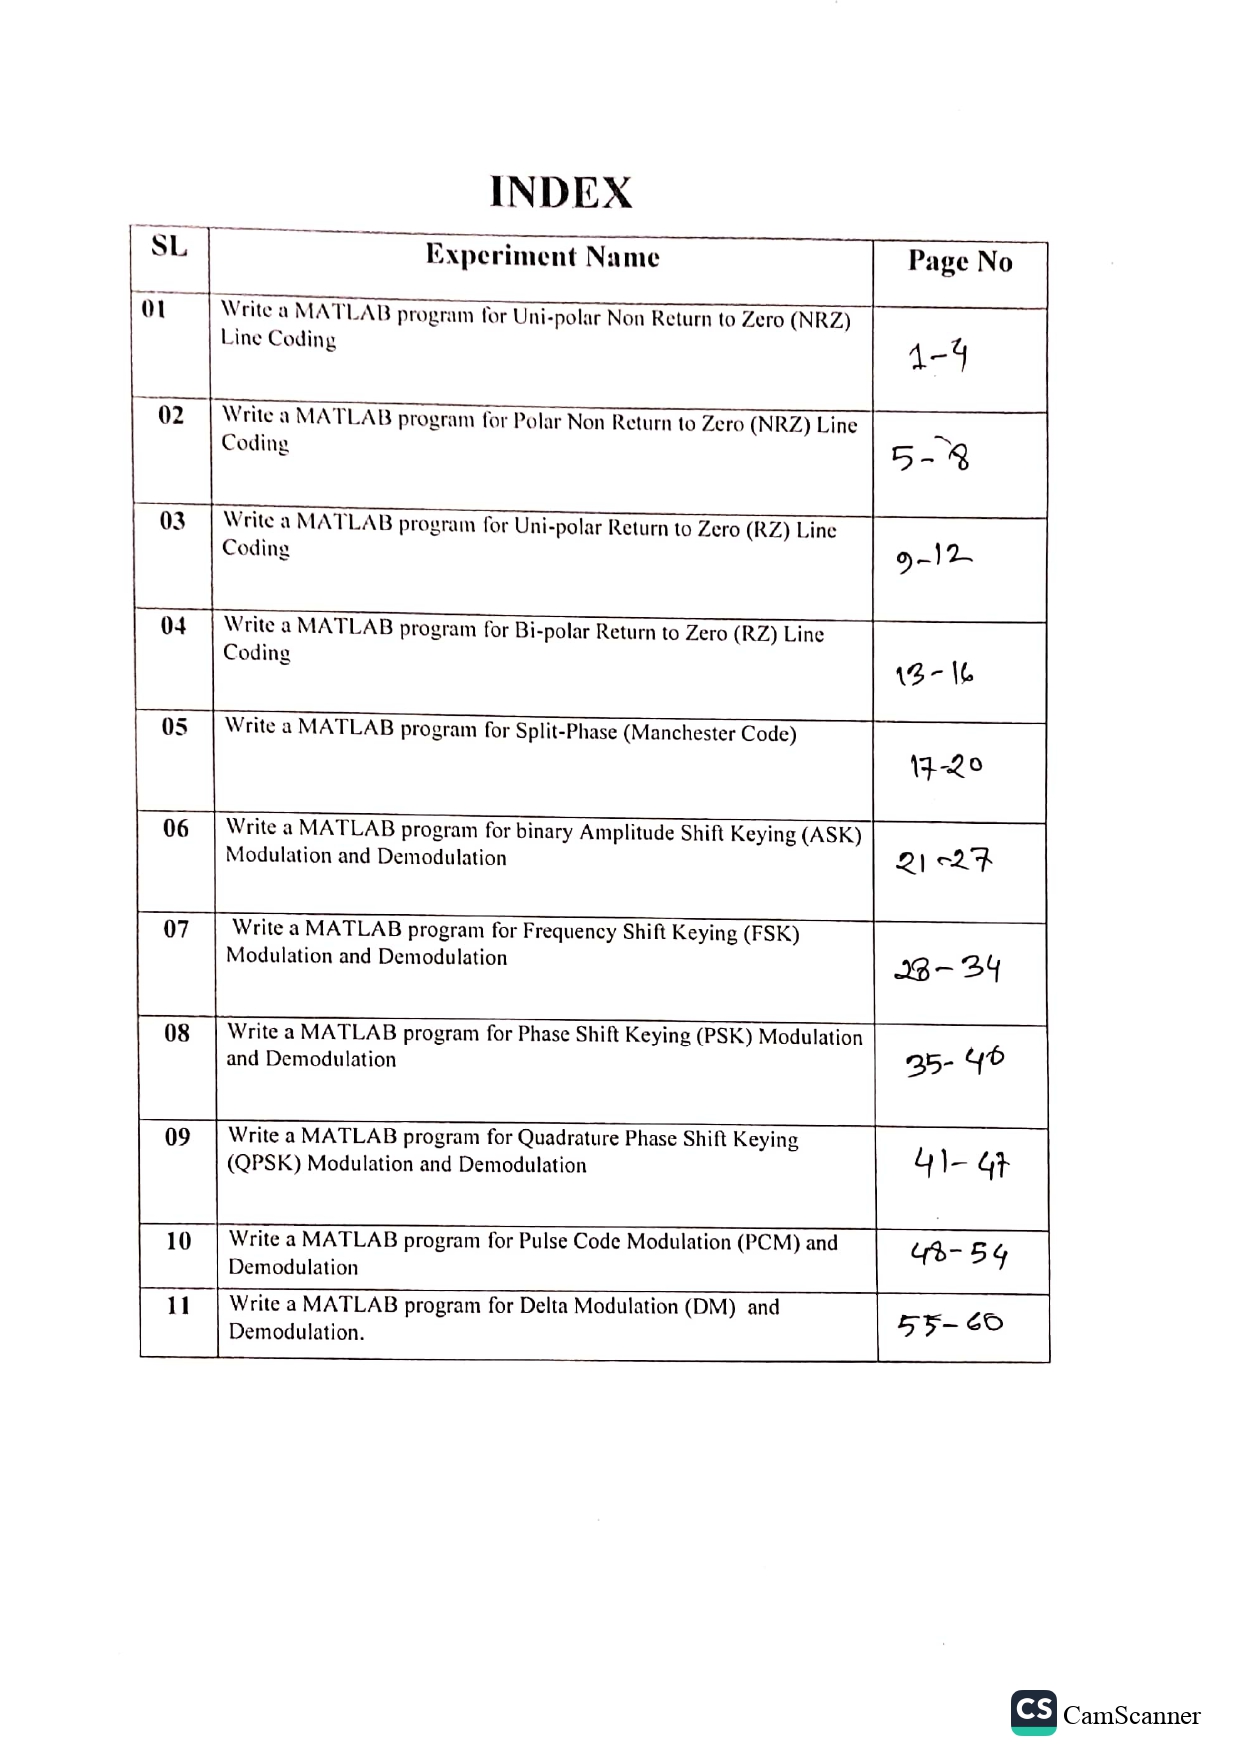 INDEX
SL Experiment Name Page No
01 Write a MATLAB program for Uni-polar Non Return to Zero (NRZ)
Line Coding
1-4
02 Write a MATLAB program for Polar Non Return to Zero (NRZ) Line
Coding
5-8
03 Write a MATLAB program for Uni-polar Return to Zero (RZ) Line
Coding
9-12
04 Write a MATLAB program for Bi-polar Return to Zero (RZ) Line
Coding
13-16
05 Write a MATLAB program for Split-Phase (Manchester Code)
17-20
06 Write a MATLAB program for binary Amplitude Shift Keying (ASK)
Modulation and Demodulation
21-27
07 Write a MATLAB program for Frequency Shift Keying (FSK)
Modulation and Demodulation
28-34
08 Write a MATLAB program for Phase Shift Keying (PSK) Modulation
and Demodulation
35-40
09 Write a MATLAB program for Quadrature Phase Shift Keying
(QPSK) Modulation and Demodulation
41-47
10 Write a MATLAB program for Pulse Code Modulation (PCM) and
Demodulation
48-54
11 Write a MATLAB program for Delta Modulation (DM) and
Demodulation.
55-60
CS CamScanner